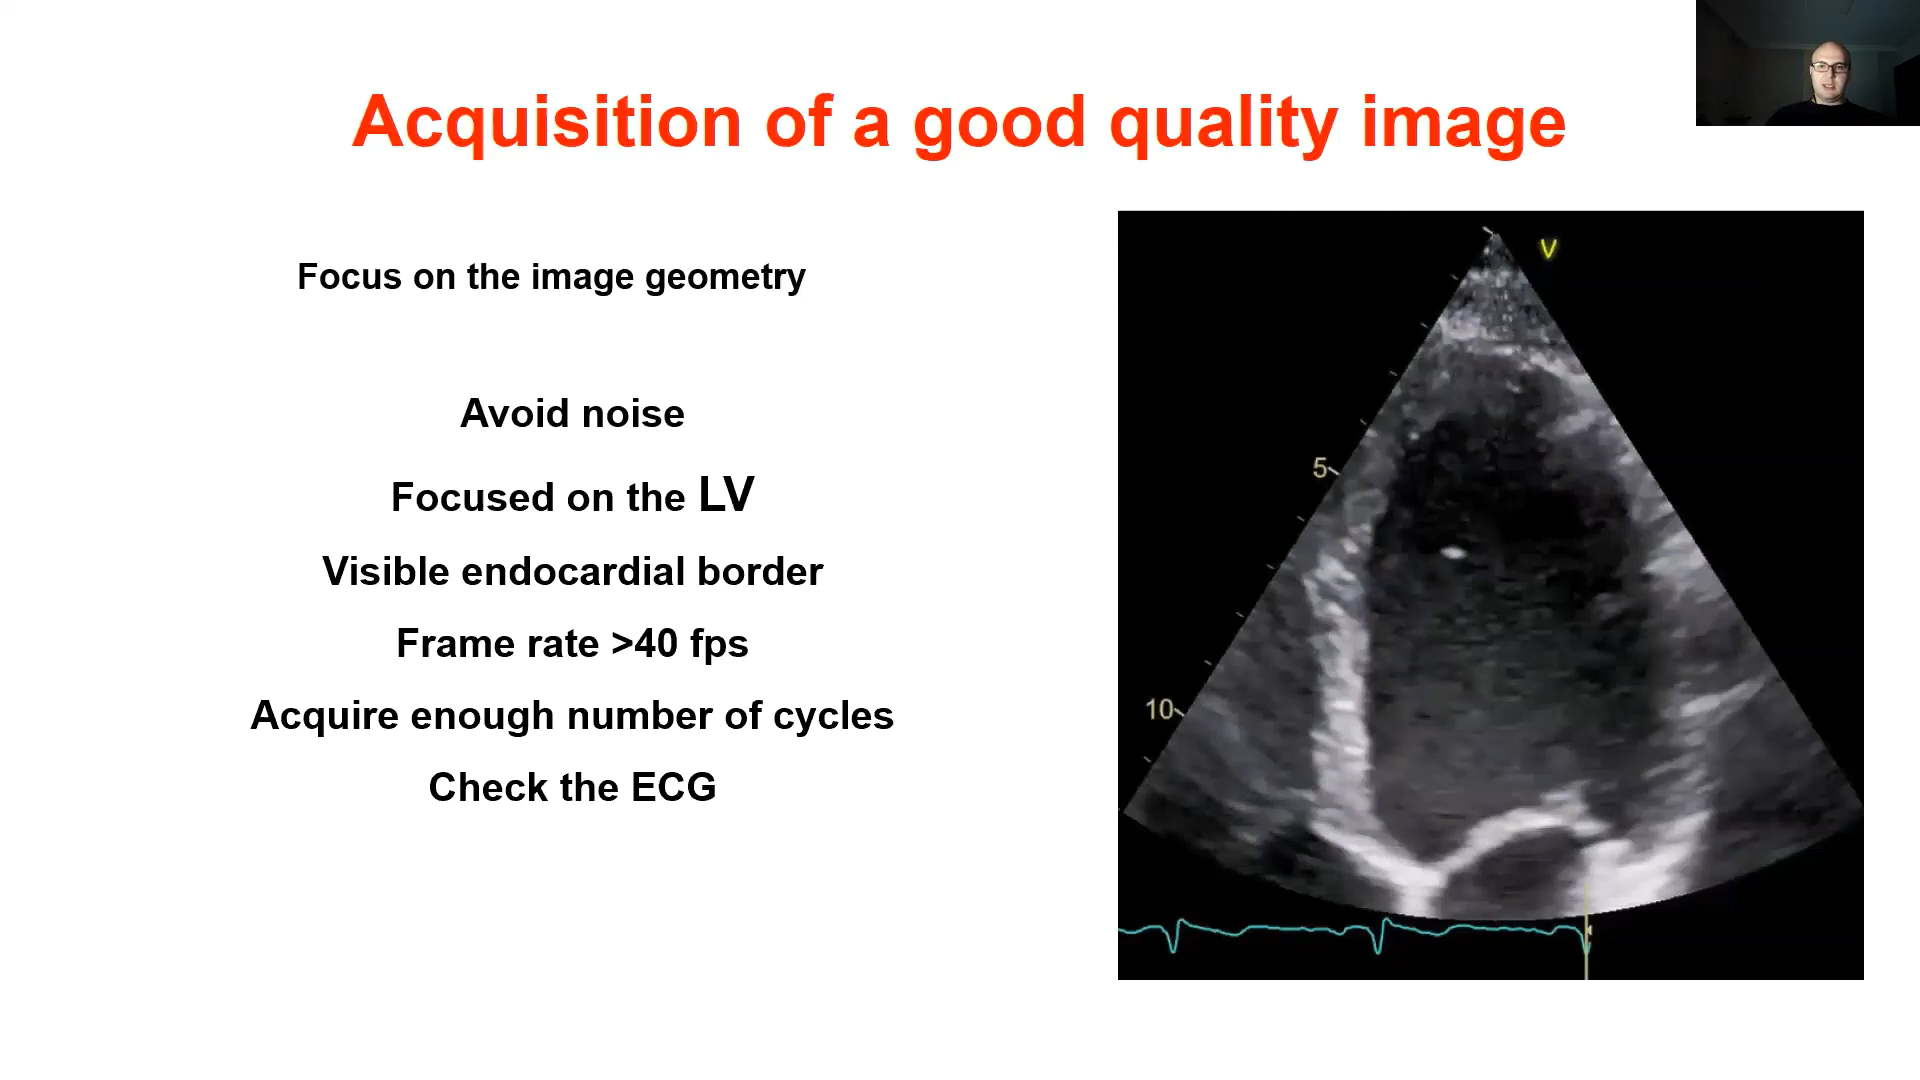 Acquisition of a good quality image
Focus on the image geometry
Avoid noise
Focused on the LV
Visible endocardial border
Frame rate >40 fps
Acquire enough number of cycles
Check the ECG
V
5
10